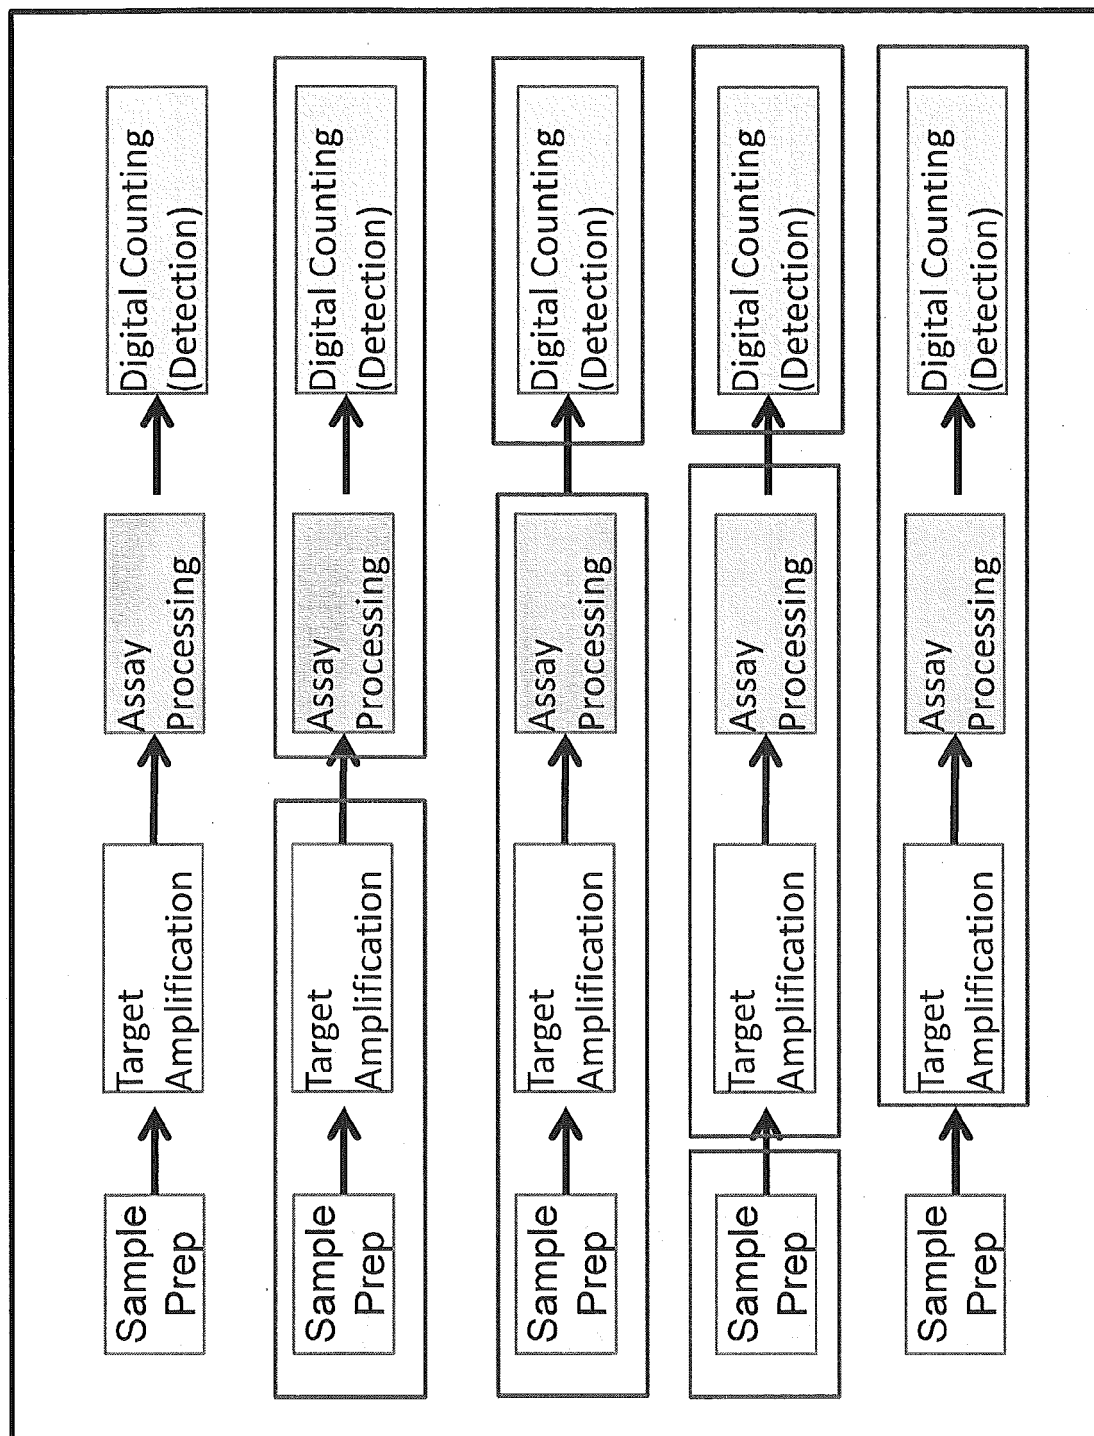 Sample
Prep
Target
Amplification
Assay
Processing
Digital Counting
(Detection)
Sample
Prep
Target
Amplification
Assay
Processing
Digital Counting
(Detection)
Sample
Prep
Target
Amplification
Assay
Processing
Digital Counting
(Detection)
Sample
Prep
Target
Amplification
Assay
Processing
Digital Counting
(Detection)
Sample
Prep
Target
Amplification
Assay
Processing
Digital Counting
(Detection)